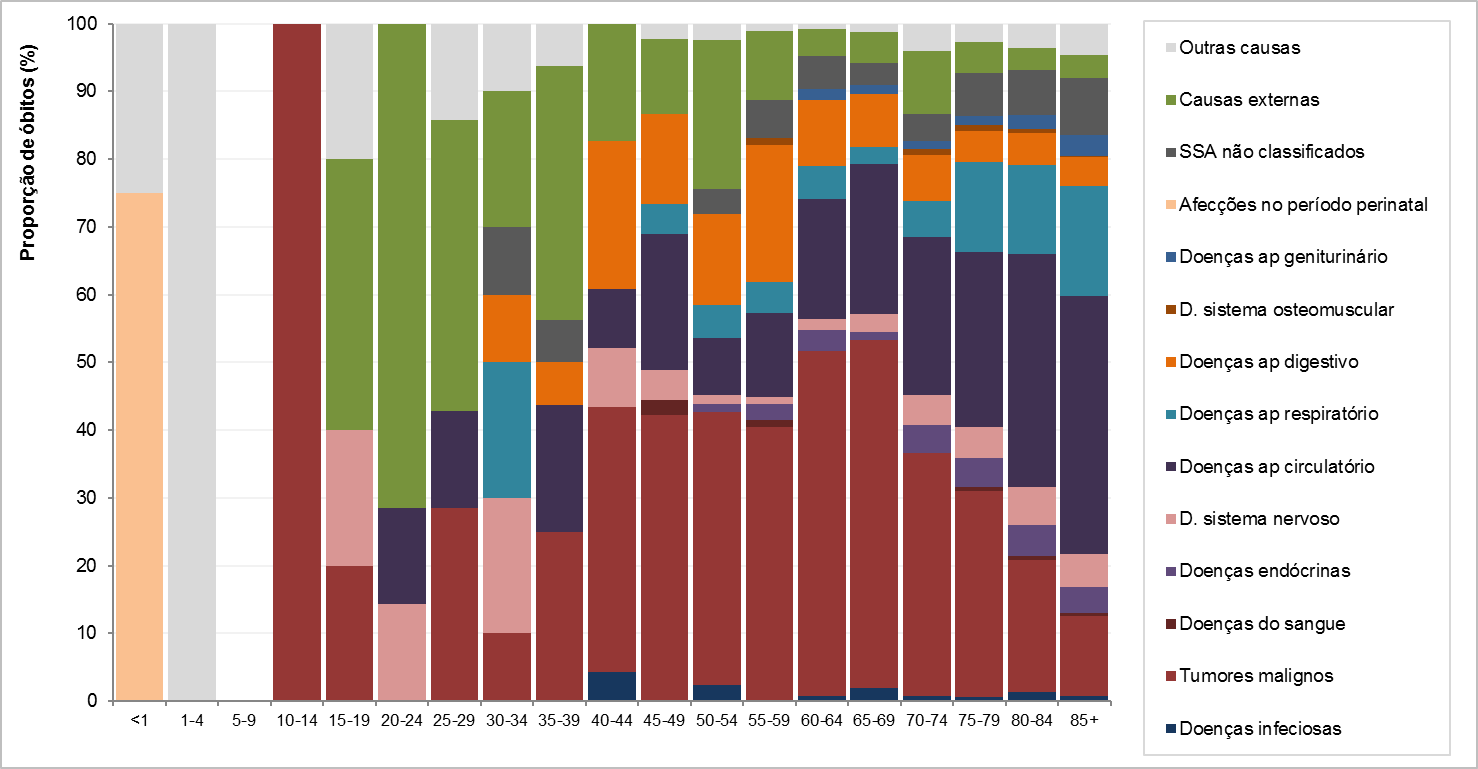 Proporção de óbitos (%)
100
90
80
70
60
50
40
30
20
10
0
<1 1-4 5-9 10-14 15-19 20-24 25-29 30-34 35-39 40-44 45-49 50-54 55-59 60-64 65-69 70-74 75-79 80-84 85+
Outras causas
Causas externas
SSA não classificados
Afecções no período perinatal
Doenças ap geniturinário
D. sistema osteomuscular
Doenças ap digestivo
Doenças ap respiratório
Doenças ap circulatório
D. sistema nervoso
Doenças endócrinas
Doenças do sangue
Tumores malignos
Doenças infeciosas